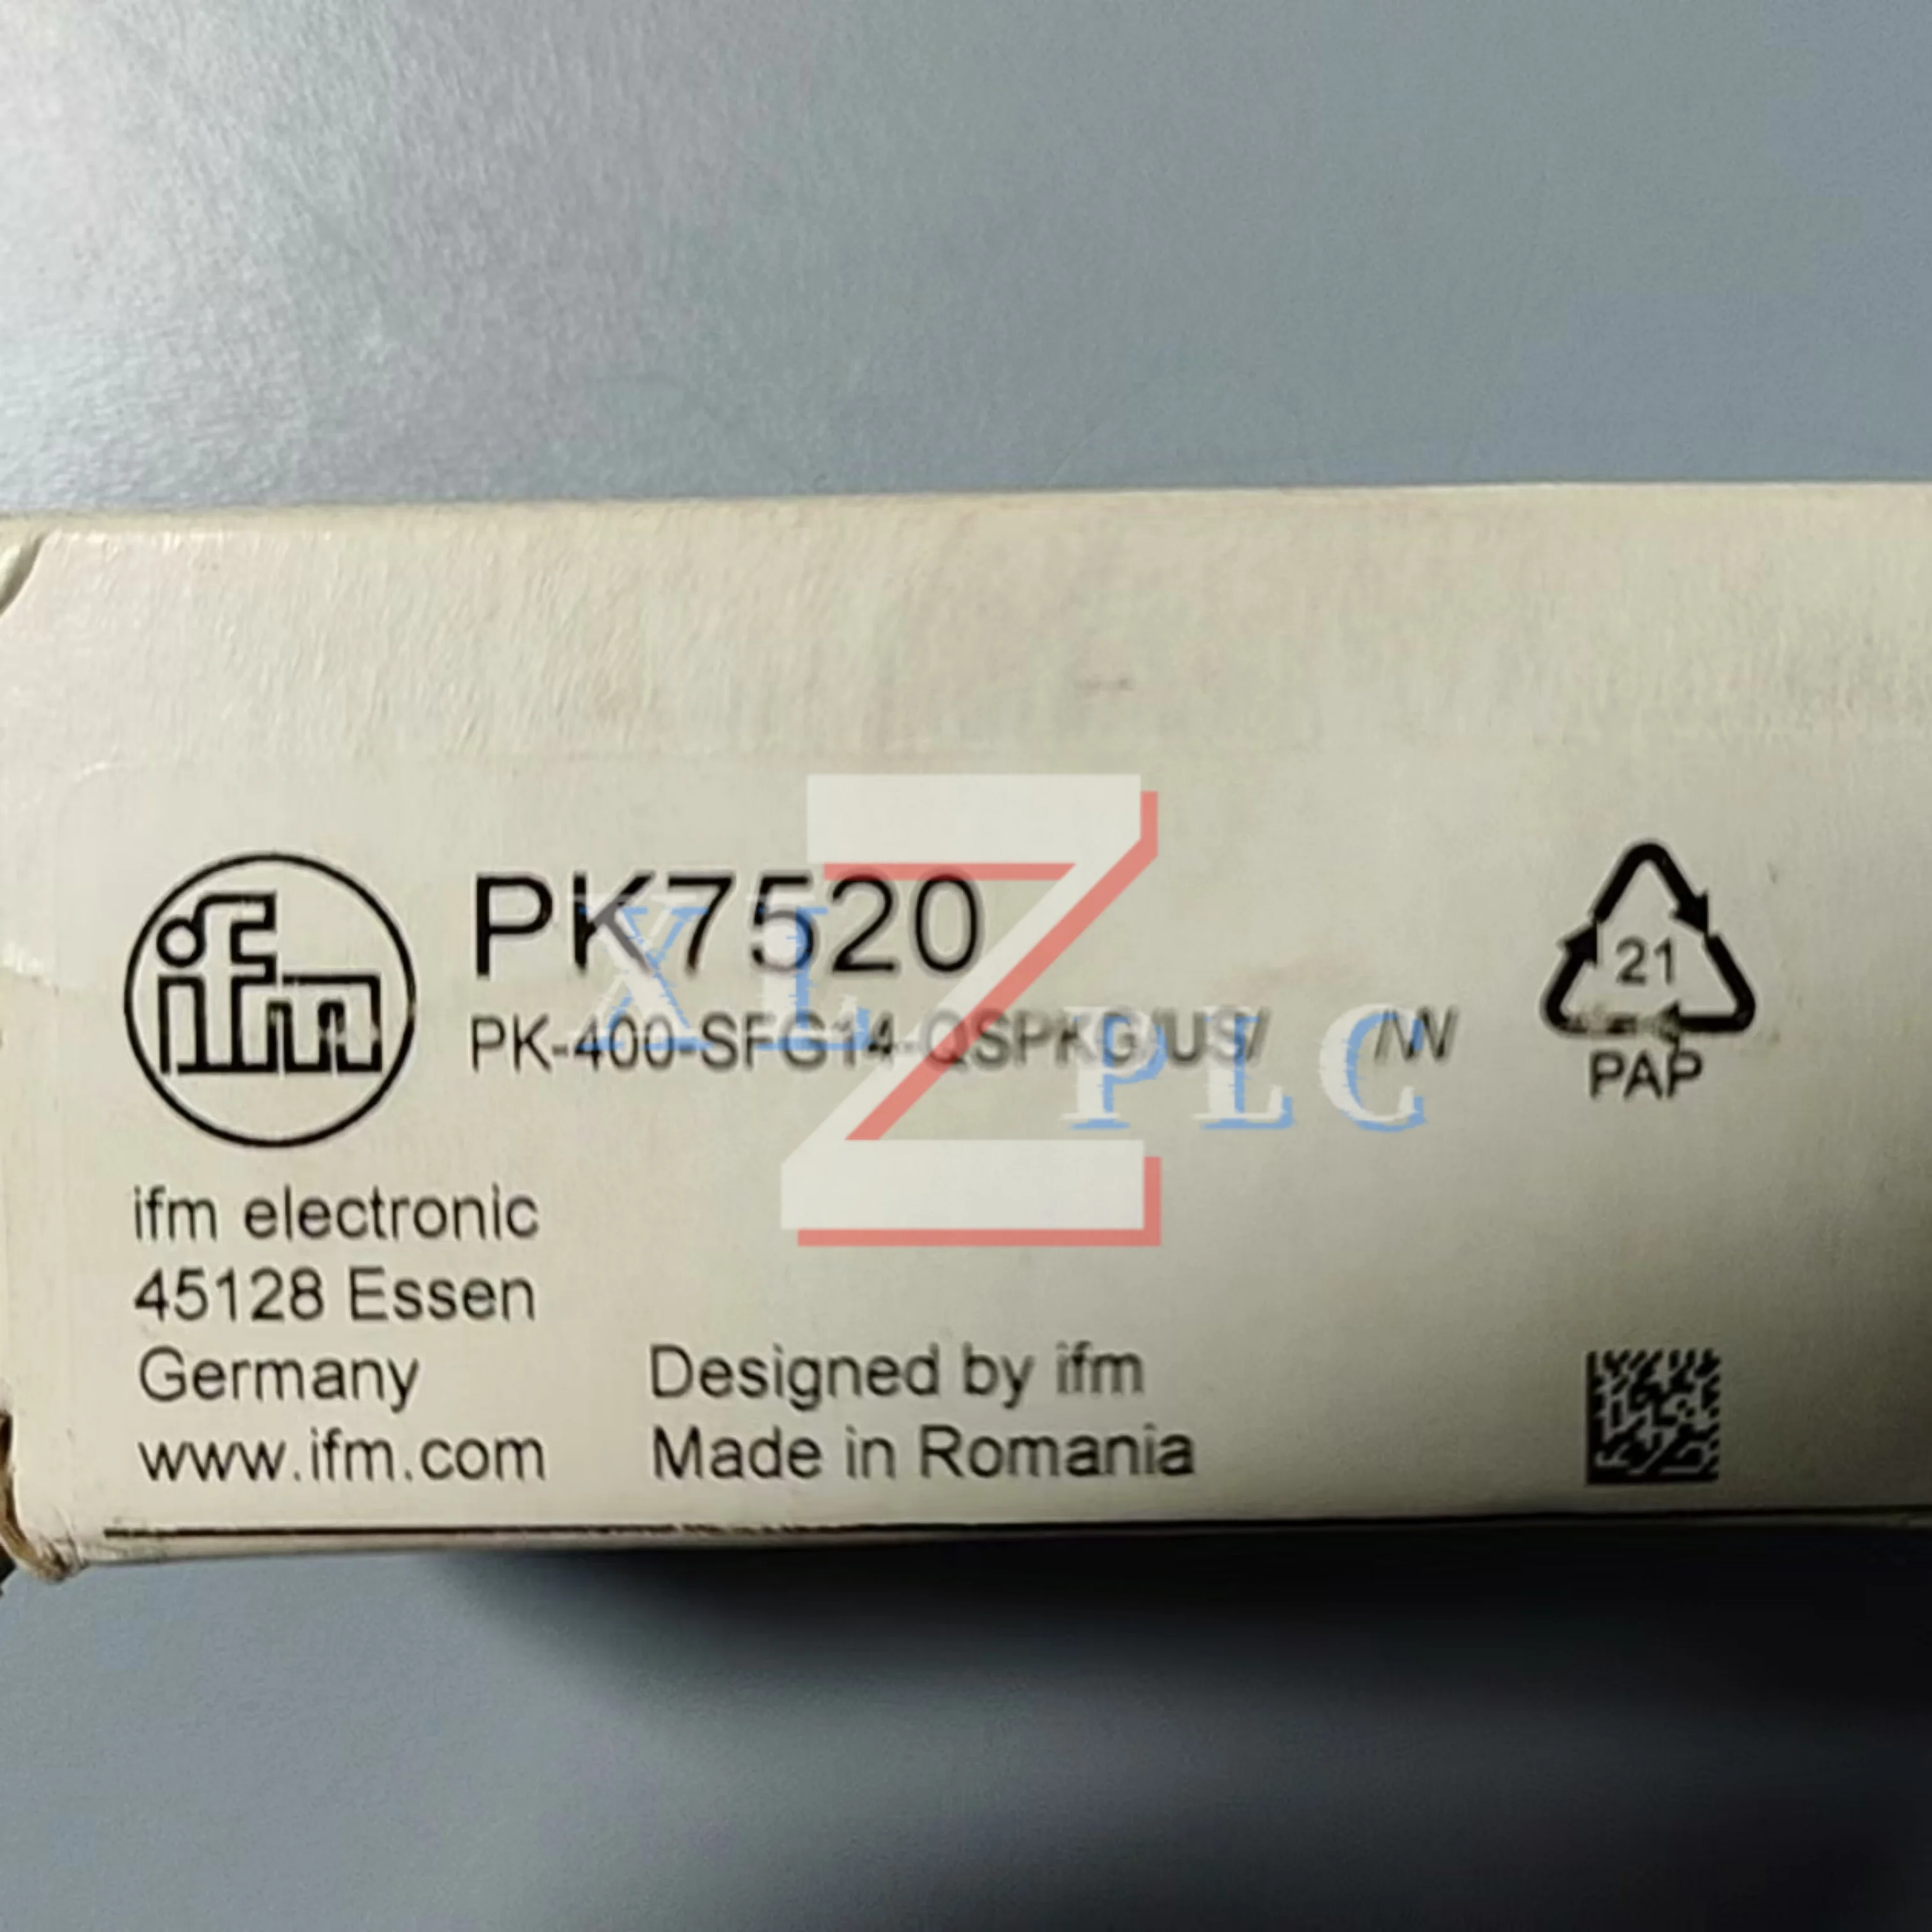 ifm
PK7520
PK-400-SFG14-QSPKG/US/ /W
21
PAP
XL Z PLC
ifm electronic
45128 Essen
Germany
www.ifm.com
Designed by ifm
Made in Romania